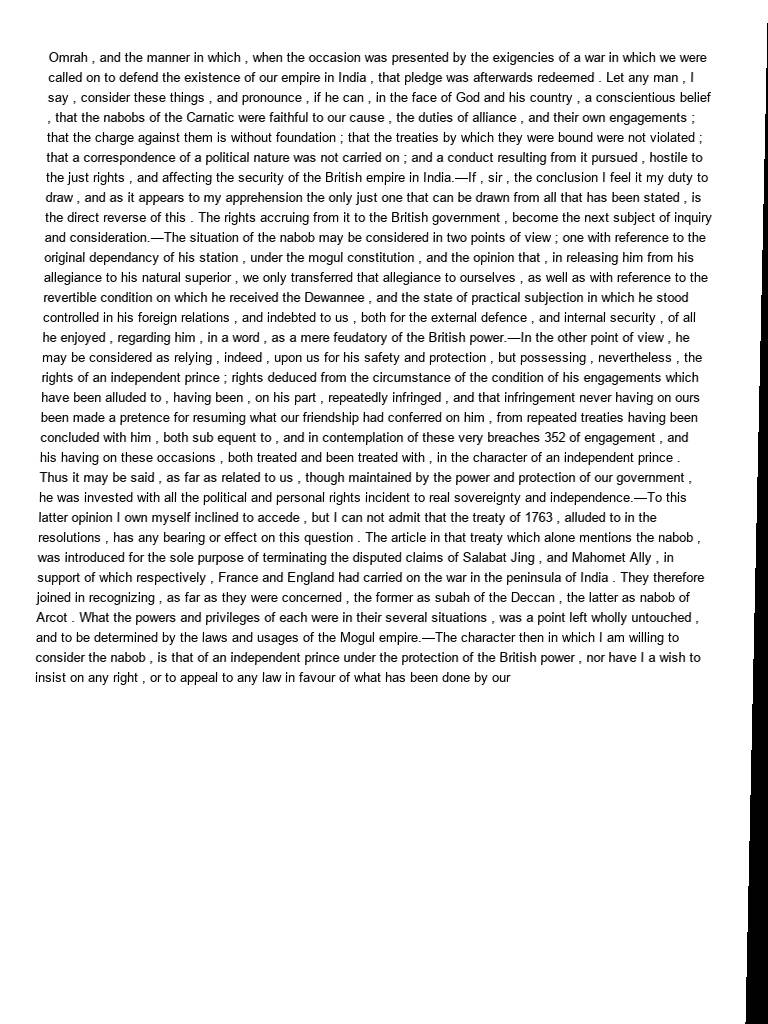 Omrah , and the manner in which , when the occasion was presented by the exigencies of a war in which we were
called on to defend the existence of our empire in India , that pledge was afterwards redeemed . Let any man , I
say , consider these things , and pronounce , if he can , in the face of God and his country , a conscientious belief
, that the nabobs of the Carnatic were faithful to our cause , the duties of alliance , and their own engagements ;
that the charge against them is without foundation ; that the treaties by which they were bound were not violated ;
that a correspondence of a political nature was not carried on ; and a conduct resulting from it pursued , hostile to
the just rights , and affecting the security of the British empire in India.—If , sir , the conclusion I feel it my duty to
draw , and as it appears to my apprehension the only just one that can be drawn from all that has been stated , is
the direct reverse of this . The rights accruing from it to the British government , become the next subject of inquiry
and consideration.—The situation of the nabob may be considered in two points of view ; one with reference to the
original dependancy of his station , under the mogul constitution , and the opinion that , in releasing him from his
allegiance to his natural superior , we only transferred that allegiance to ourselves , as well as with reference to the
revertible condition on which he received the Dewannee , and the state of practical subjection in which he stood
controlled in his foreign relations , and indebted to us , both for the external defence , and internal security , of all
he enjoyed , regarding him , in a word , as a mere feudatory of the British power.—In the other point of view , he
may be considered as relying , indeed , upon us for his safety and protection , but possessing , nevertheless , the
rights of an independent prince ; rights deduced from the circumstance of the condition of his engagements which
have been alluded to , having been , on his part , repeatedly infringed , and that infringement never having on ours
been made a pretence for resuming what our friendship had conferred on him , from repeated treaties having been
concluded with him , both sub equent to , and in contemplation of these very breaches 352 of engagement , and
his having on these occasions , both treated and been treated with , in the character of an independent prince .
Thus it may be said , as far as related to us , though maintained by the power and protection of our government ,
he was invested with all the political and personal rights incident to real sovereignty and independence.—To this
latter opinion I own myself inclined to accede , but I can not admit that the treaty of 1763 , alluded to in the
resolutions , has any bearing or effect on this question . The article in that treaty which alone mentions the nabob ,
was introduced for the sole purpose of terminating the disputed claims of Salabat Jing , and Mahomet Ally , in
support of which respectively , France and England had carried on the war in the peninsula of India . They therefore
joined in recognizing , as far as they were concerned , the former as subah of the Deccan , the latter as nabob of
Arcot . What the powers and privileges of each were in their several situations , was a point left wholly untouched ,
and to be determined by the laws and usages of the Mogul empire.—The character then in which I am willing to
consider the nabob , is that of an independent prince under the protection of the British power , nor have I a wish to
insist on any right , or to appeal to any law in favour of what has been done by our